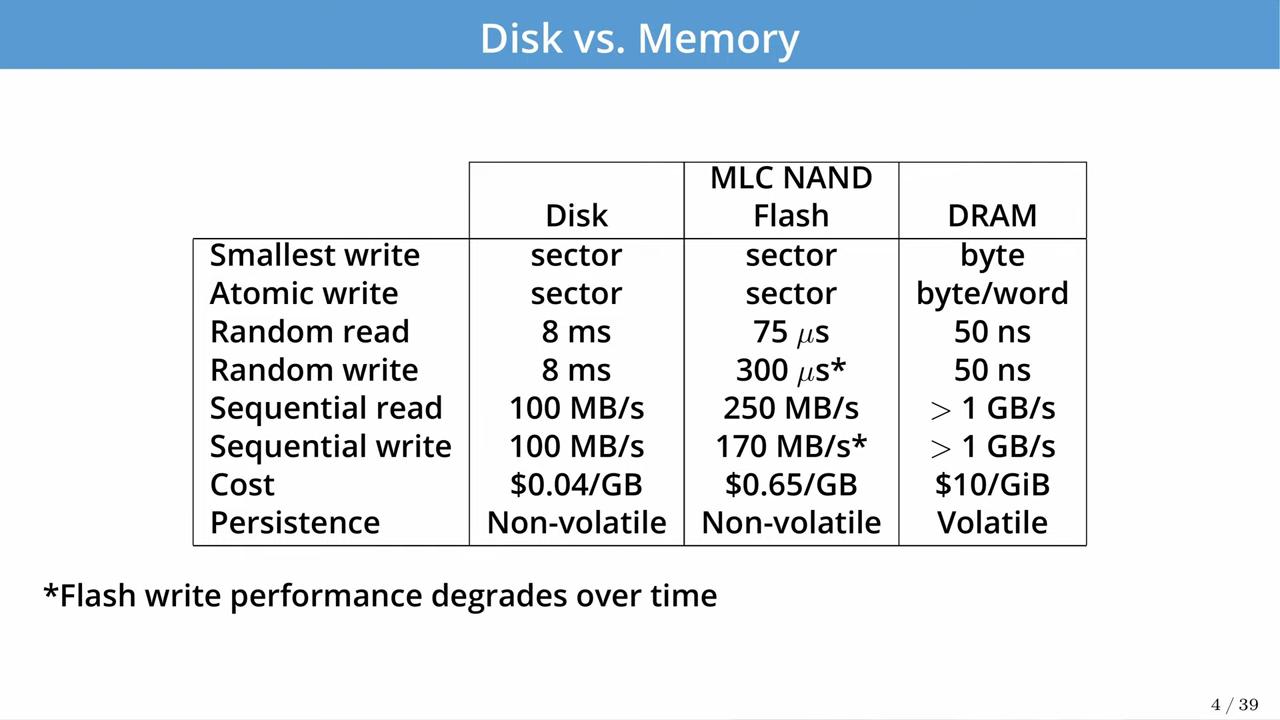 Disk vs. Memory
MLC NAND
Disk Flash DRAM
Smallest write sector sector byte
Atomic write sector sector byte/word
Random read 8 ms 75 μs 50 ns
Random write 8 ms 300 μs* 50 ns
Sequential read 100 MB/s 250 MB/s > 1 GB/s
Sequential write 100 MB/s 170 MB/s* > 1 GB/s
Cost $0.04/GB $0.65/GB $10/GiB
Persistence Non-volatile Non-volatile Volatile
*Flash write performance degrades over time
4 / 39